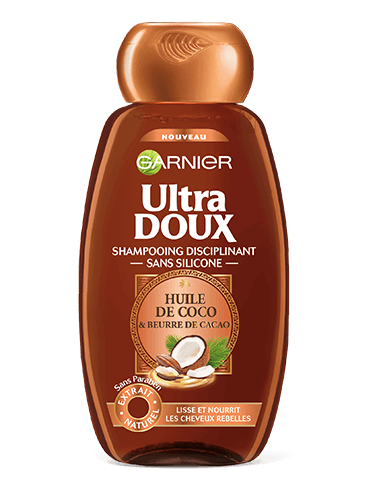 NOUVEAU
GARNIER
Ultra
DOUX
SHAMPOOING DISCIPLINANT
SANS SILICONE
HUILE
DE COCO
& BEURRE DE CACAO
Sans Paraben
EXTRAIT
NATUREL
LISSE ET NOURRIT
LES CHEVEUX REBELLES